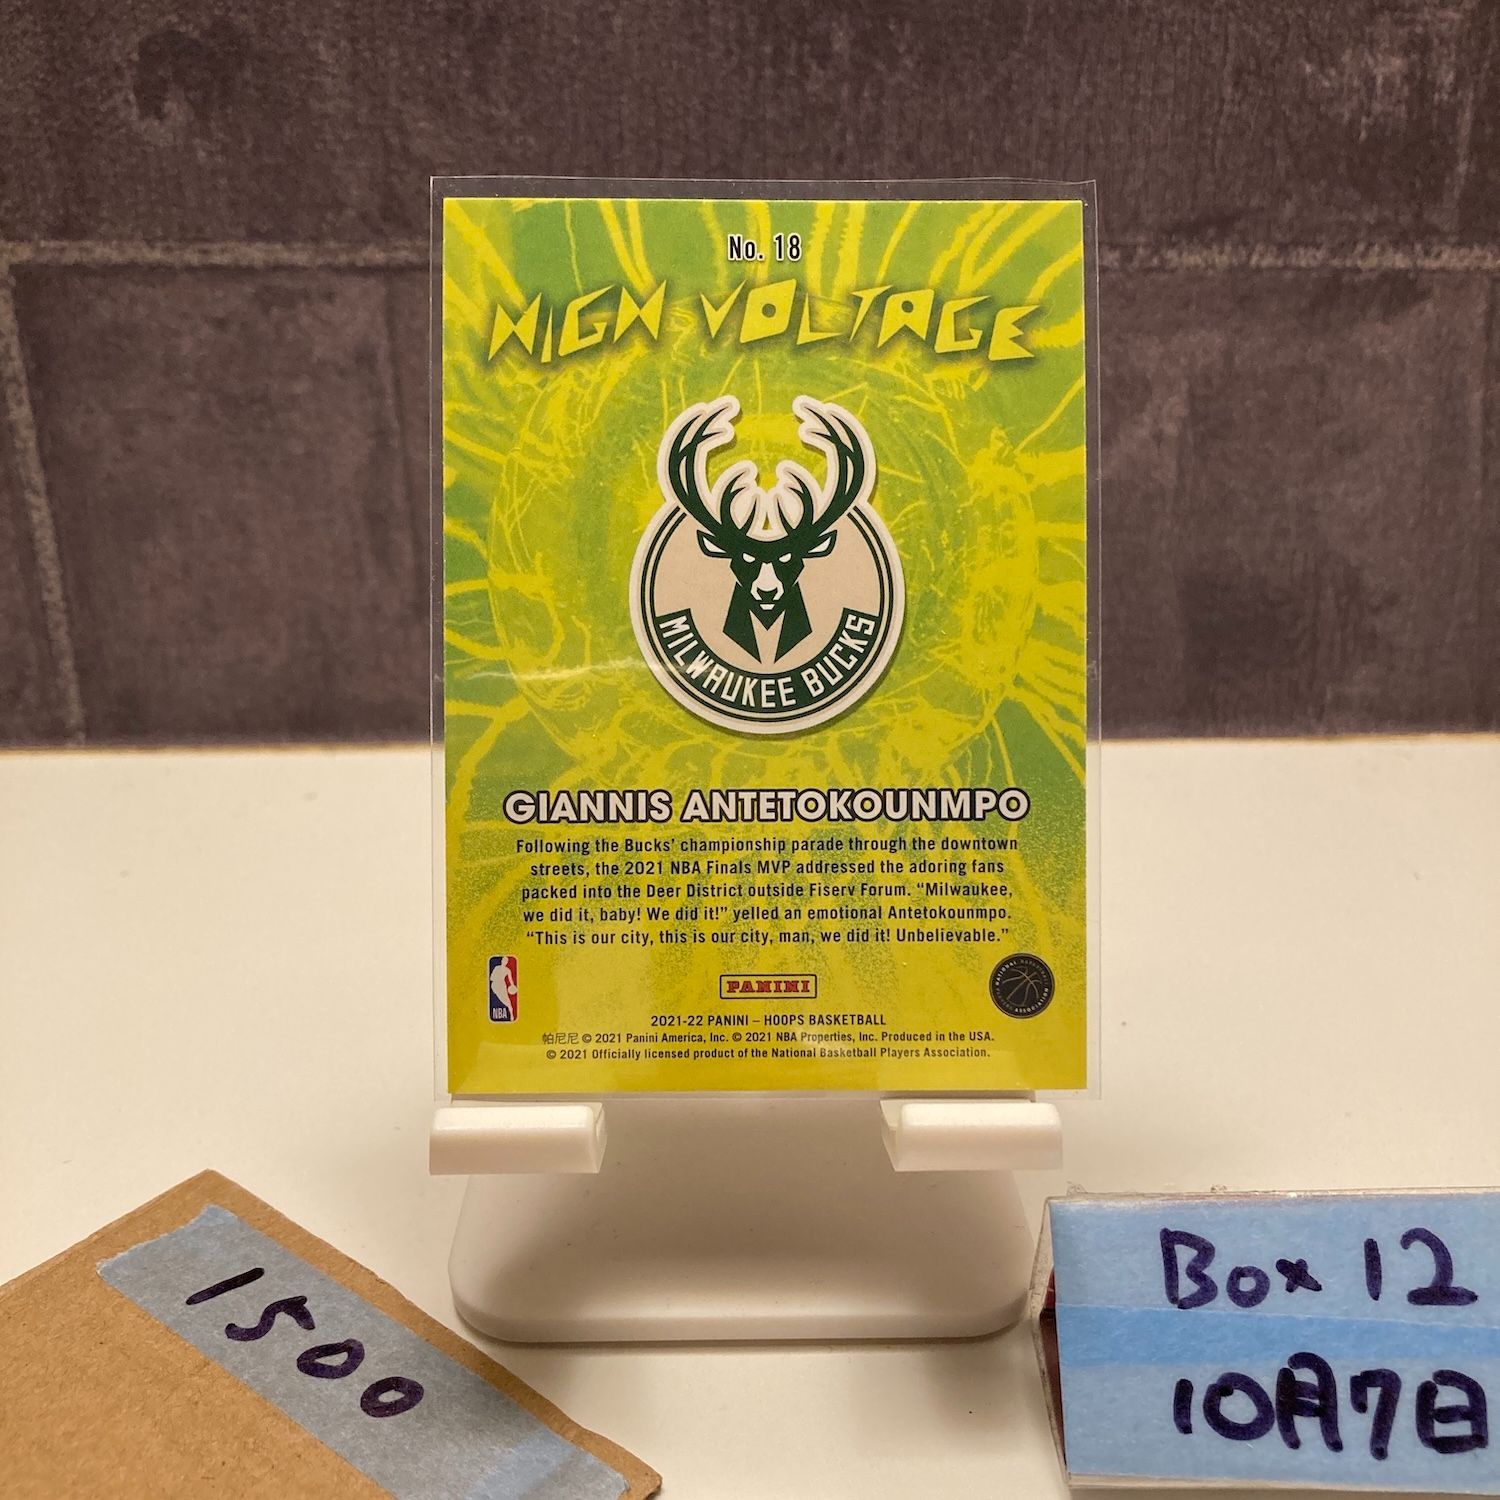 No. 18
HIGH VOLTAGE
MILWAUKEE BUCKS
GIANNIS ANTETOKOUNMPO
Following the Bucks' championship parade through the downtown
streets, the 2021 NBA Finals MVP addressed the adoring fans
packed into the Deer District outside Fiserv Forum. “Milwaukee,
we did it, baby! We did it!” yelled an emotional Antetokounmpo.
“This is our city, this is our city, man, we did it! Unbelievable.”
NBA
PANINI
NATIONAL BASKETBALL PLAYERS ASSOCIATION
2021-22 PANINI – HOOPS BASKETBALL
帕尼尼 © 2021 Panini America, Inc. © 2021 NBA Properties, Inc. Produced in the USA.
© 2021 Officially licensed product of the National Basketball Players Association.
1500
Box 12
10月7日